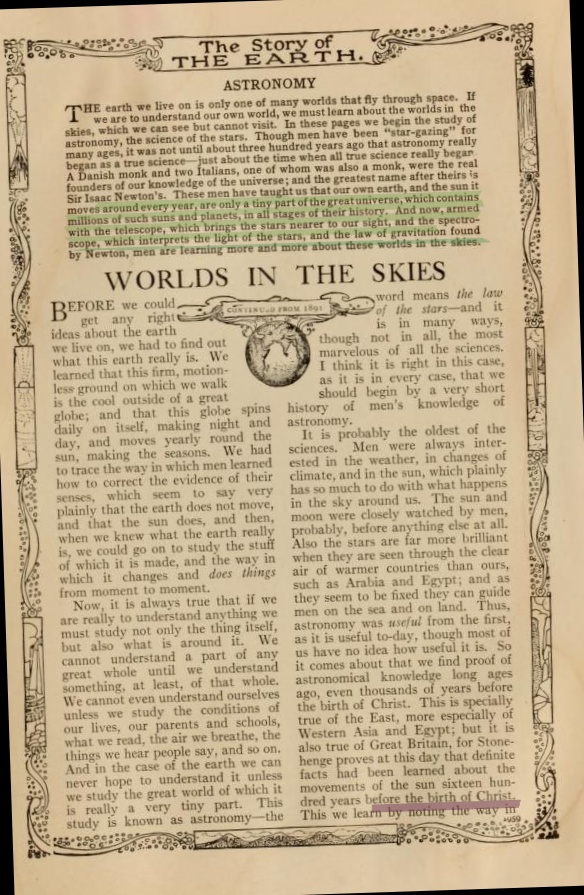 The Story of
THE EARTH.
ASTRONOMY
THE earth we live on is only one of many worlds that fly through space. If
we are to understand our own world, we must learn about the worlds in the
skies, which we can see but cannot visit. In these pages we begin the study of
astronomy, the science of the stars. Though men have been "star-gazing" for
many ages, it was not until about three hundred years ago that astronomy really
began as a true science—just about the time when all true science really began
A Danish monk and two Italians, one of whom was also a monk, were the real
founders of our knowledge of the universe; and the greatest name after theirs is
Sir Isaac Newton's. These men have taught us that our own earth, and the sun it
moves around every year, are only a tiny part of the great universe, which contains
millions of such suns and planets, in all stages of their history. And now, armed
with the telescope, which brings the stars nearer to our sight, and the spectro-
scope, which interprets the light of the stars, and the law of gravitation found
by Newton, men are learning more and more about these worlds in the skies.
WORLDS IN THE SKIES
CONTINUED FROM 1891
BEFORE we could
get any right
ideas about the earth
we live on, we had to find out
what this earth really is. We
learned that this firm, motion-
less ground on which we walk
is the cool outside of a great
globe; and that this globe spins
daily on itself, making night and
day, and moves yearly round the
sun, making the seasons. We had
to trace the way in which men learned
how to correct the evidence of their
senses, which seem to say very
plainly that the earth does not move,
and that the sun does, and then,
when we knew what the earth really
is, we could go on to study the stuff
of which it is made, and the way in
which it changes and does things
from moment to moment.
Now, it is always true that if we
are really to understand anything we
must study not only the thing itself,
but also what is around it. We
cannot understand a part of any
great whole until we understand
something, at least, of that whole.
We cannot even understand ourselves
unless we study the conditions of
our lives, our parents and schools,
what we read, the air we breathe, the
things we hear people say, and so on.
And in the case of the earth we can
never hope to understand it unless
we study the great world of which it
is really a very tiny part. This
study is known as astronomy—the
word means the law
of the stars—and it
is in many ways,
though not in all, the most
marvelous of all the sciences.
I think it is right in this case,
as it is in every case, that we
should begin by a very short
history of men's knowledge of
astronomy.
It is probably the oldest of the
sciences. Men were always inter-
ested in the weather, in changes of
climate, and in the sun, which plainly
has so much to do with what happens
in the sky around us. The sun and
moon were closely watched by men,
probably, before anything else at all.
Also the stars are far more brilliant
when they are seen through the clear
air of warmer countries than ours,
such as Arabia and Egypt; and as
they seem to be fixed they can guide
men on the sea and on land. Thus,
astronomy was useful from the first,
as it is useful to-day, though most of
us have no idea how useful it is. So
it comes about that we find proof of
astronomical knowledge long ages
ago, even thousands of years before
the birth of Christ. This is specially
true of the East, more especially of
Western Asia and Egypt; but it is
also true of Great Britain, for Stone-
henge proves at this day that definite
facts had been learned about the
movements of the sun sixteen hun-
dred years before the birth of Christ.
This we learn by noting the way in
1959